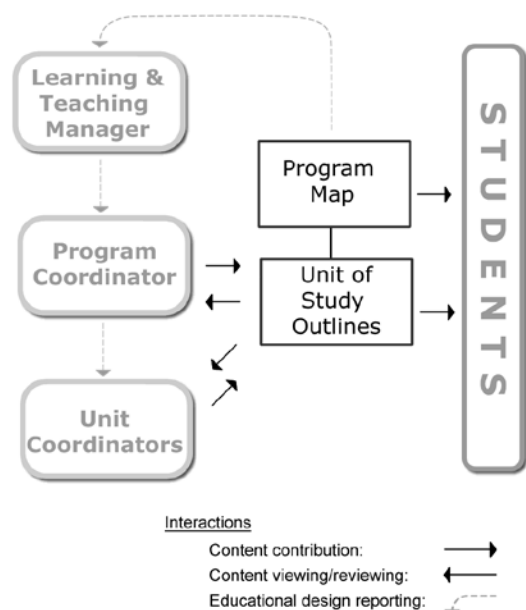 Learning &
Teaching
Manager
Program
Map
STUDENTS
Program
Coordinator
Unit of
Study
Outlines
Unit
Coordinators
Interactions
Content contribution:
Content viewing/reviewing:
Educational design reporting: